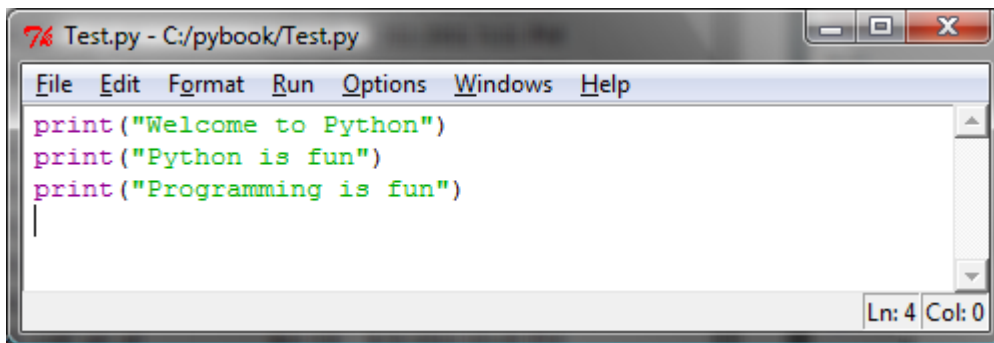 Test.py - C:/pybook/Test.py
File Edit Format Run Options Windows Help
print("Welcome to Python")
print("Python is fun")
print("Programming is fun")
Ln: 4 Col: 0